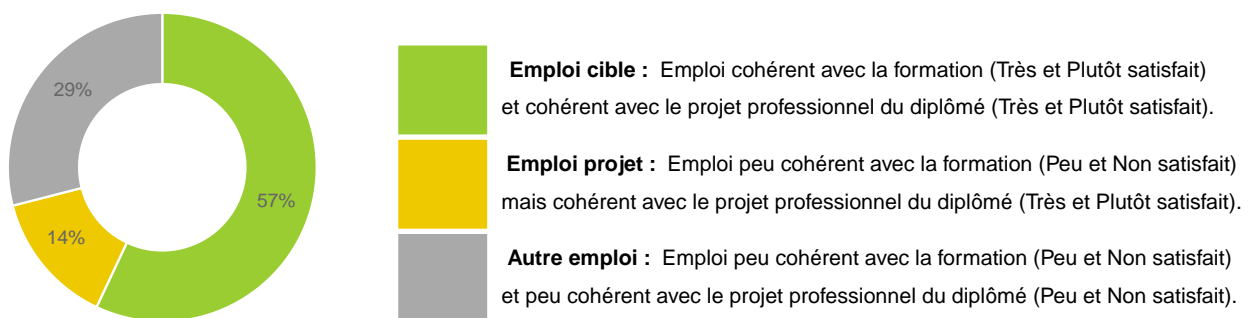 29%
57%
14%
Emploi cible : Emploi cohérent avec la formation (Très et Plutôt satisfait)
et cohérent avec le projet professionnel du diplômé (Très et Plutôt satisfait).
Emploi projet : Emploi peu cohérent avec la formation (Peu et Non satisfait)
mais cohérent avec le projet professionnel du diplômé (Très et Plutôt satisfait).
Autre emploi : Emploi peu cohérent avec la formation (Peu et Non satisfait)
et peu cohérent avec le projet professionnel du diplômé (Peu et Non satisfait).